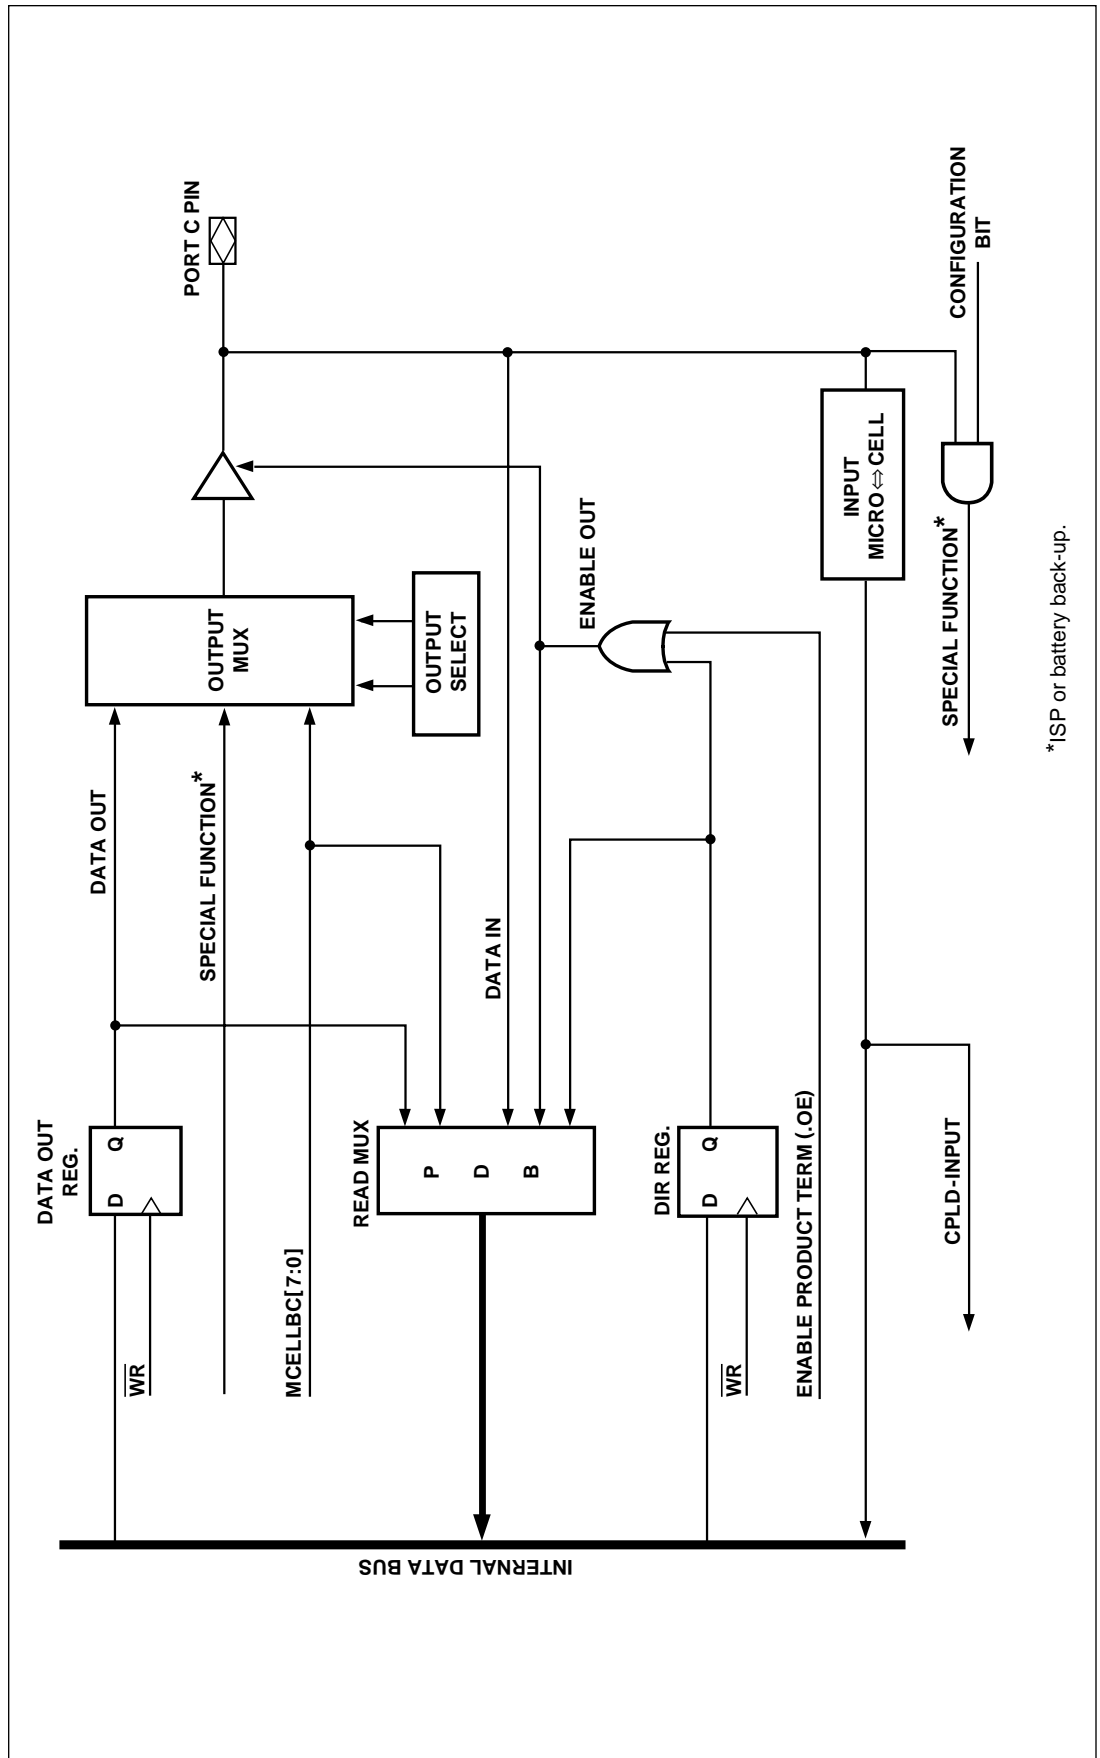 DATA OUT
REG.
D Q
WR
DATA OUT
SPECIAL FUNCTION*
MCELLBC[7:0]
OUTPUT
MUX
PORT C PIN
OUTPUT
SELECT
READ MUX
P
D
B
DATA IN
ENABLE OUT
DIR REG.
D Q
WR
ENABLE PRODUCT TERM (.OE)
INPUT
MICRO⇔CELL
CPLD-INPUT
SPECIAL FUNCTION*
CONFIGURATION
BIT
INTERNAL DATA BUS
*ISP or battery back-up.